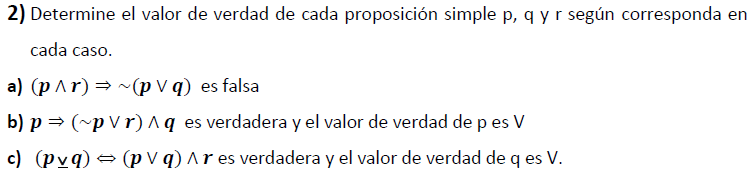 2) Determine el valor de verdad de cada proposición simple p, q y r según corresponda en
cada caso.
a) (p ∧ r) ⇒ ~(p ∨ q) es falsa
b) p ⇒ (~p ∨ r) ∧ q es verdadera y el valor de verdad de p es V
c) (p ⊻ q) ⇔ (p ∨ q) ∧ r es verdadera y el valor de verdad de q es V.